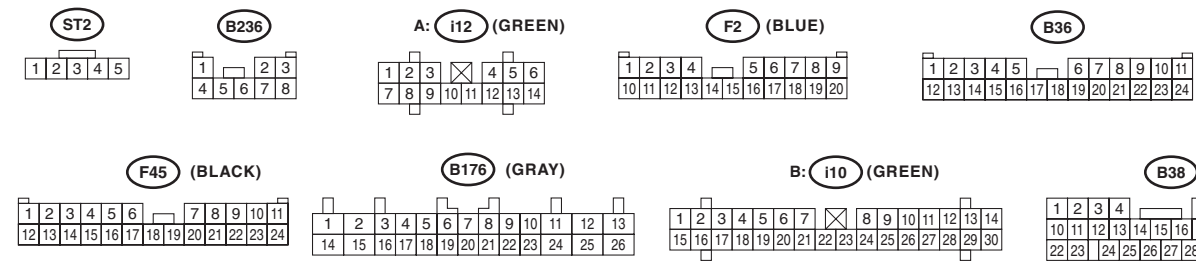 ST2
B236
A: i12 (GREEN)
F2 (BLUE)
B36
1 2 3 4 5
1 2 3
4 5 6 7 8
1 2 3 4 5 6
7 8 9 10 11 12 13 14
1 2 3 4 5 6 7 8 9
10 11 12 13 14 15 16 17 18 19 20
1 2 3 4 5 6 7 8 9 10 11
12 13 14 15 16 17 18 19 20 21 22 23 24
F45 (BLACK)
B176 (GRAY)
B: i10 (GREEN)
B38
1 2 3 4 5 6 7 8 9 10 11
12 13 14 15 16 17 18 19 20 21 22 23 24
1 2 3 4 5 6 7 8 9 10 11 12 13
14 15 16 17 18 19 20 21 22 23 24 25 26
1 2 3 4 5 6 7 8 9 10 11 12 13 14
15 16 17 18 19 20 21 22 23 24 25 26 27 28 29 30
1 2 3 4
10 11 12 13 14 15 16
22 23 24 25 26 27 28